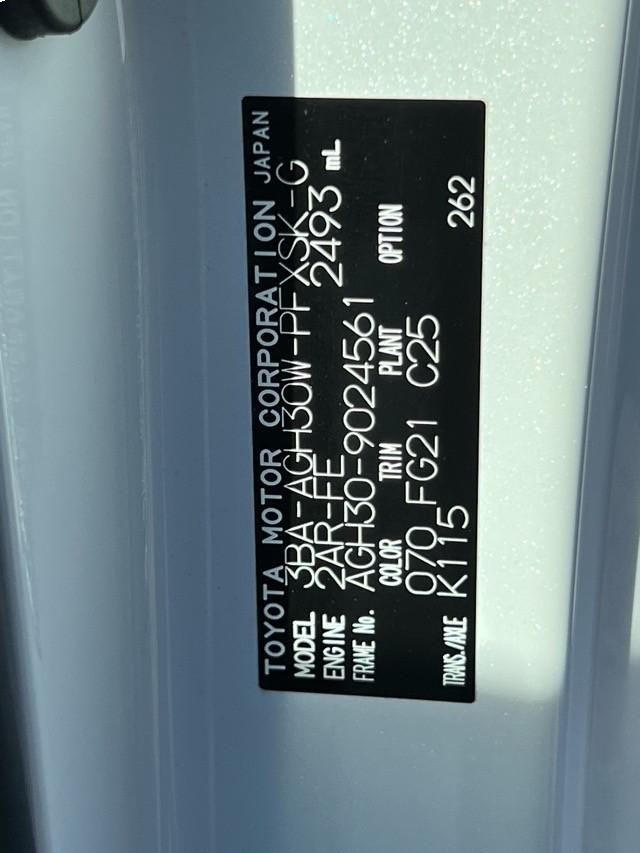 TOYOTA MOTOR CORPORATION JAPAN
MODEL 3BA-AGH30W-PFXSK-G
ENGINE 2AR-FE 2493 mL
FRAME No. AGH30-9024561
COLOR TRIM PLANT OPTION
070 FG21 C25
TRANS./AXLE K115 262